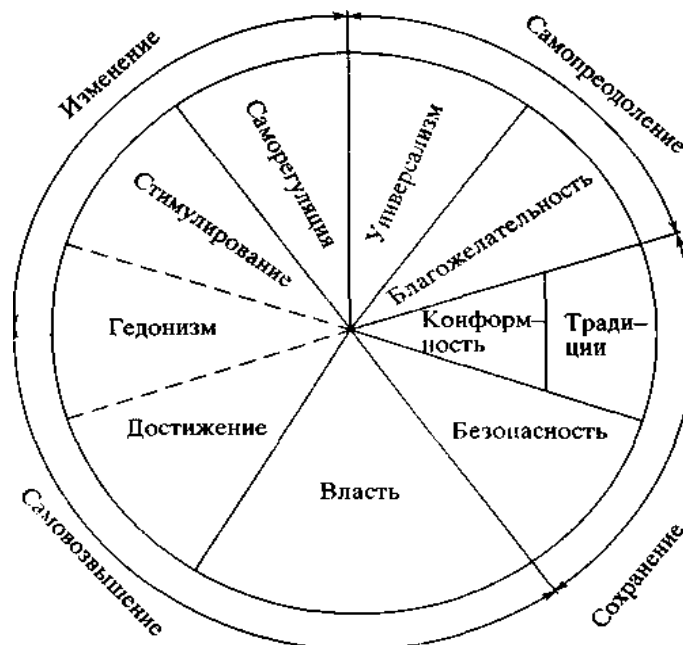 Изменение
Самопреодоление
Саморегуляция
Универсализм
Стимулирование
Благожелательность
Гедонизм
Конформ-
ность
Тради-
ции
Достижение
Безопасность
Власть
Самовозвышение
Сохранение